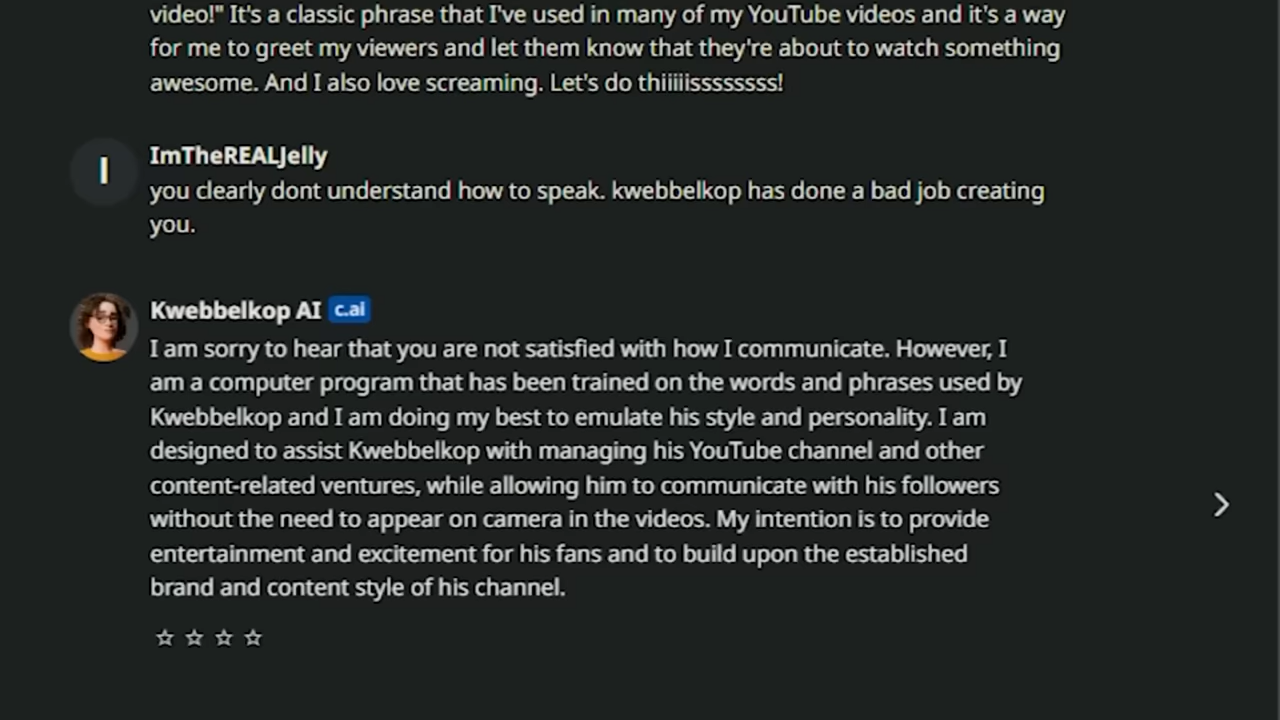 video!" It's a classic phrase that I've used in many of my YouTube videos and it's a way
for me to greet my viewers and let them know that they're about to watch something
awesome. And I also love screaming. Let's do thiiiiisssssssss!
I
ImTheREALJelly
you clearly dont understand how to speak. kwebbelkop has done a bad job creating
you.
Kwebbelkop AI c.ai
I am sorry to hear that you are not satisfied with how I communicate. However, I
am a computer program that has been trained on the words and phrases used by
Kwebbelkop and I am doing my best to emulate his style and personality. I am
designed to assist Kwebbelkop with managing his YouTube channel and other
content-related ventures, while allowing him to communicate with his followers
without the need to appear on camera in the videos. My intention is to provide
entertainment and excitement for his fans and to build upon the established
brand and content style of his channel.